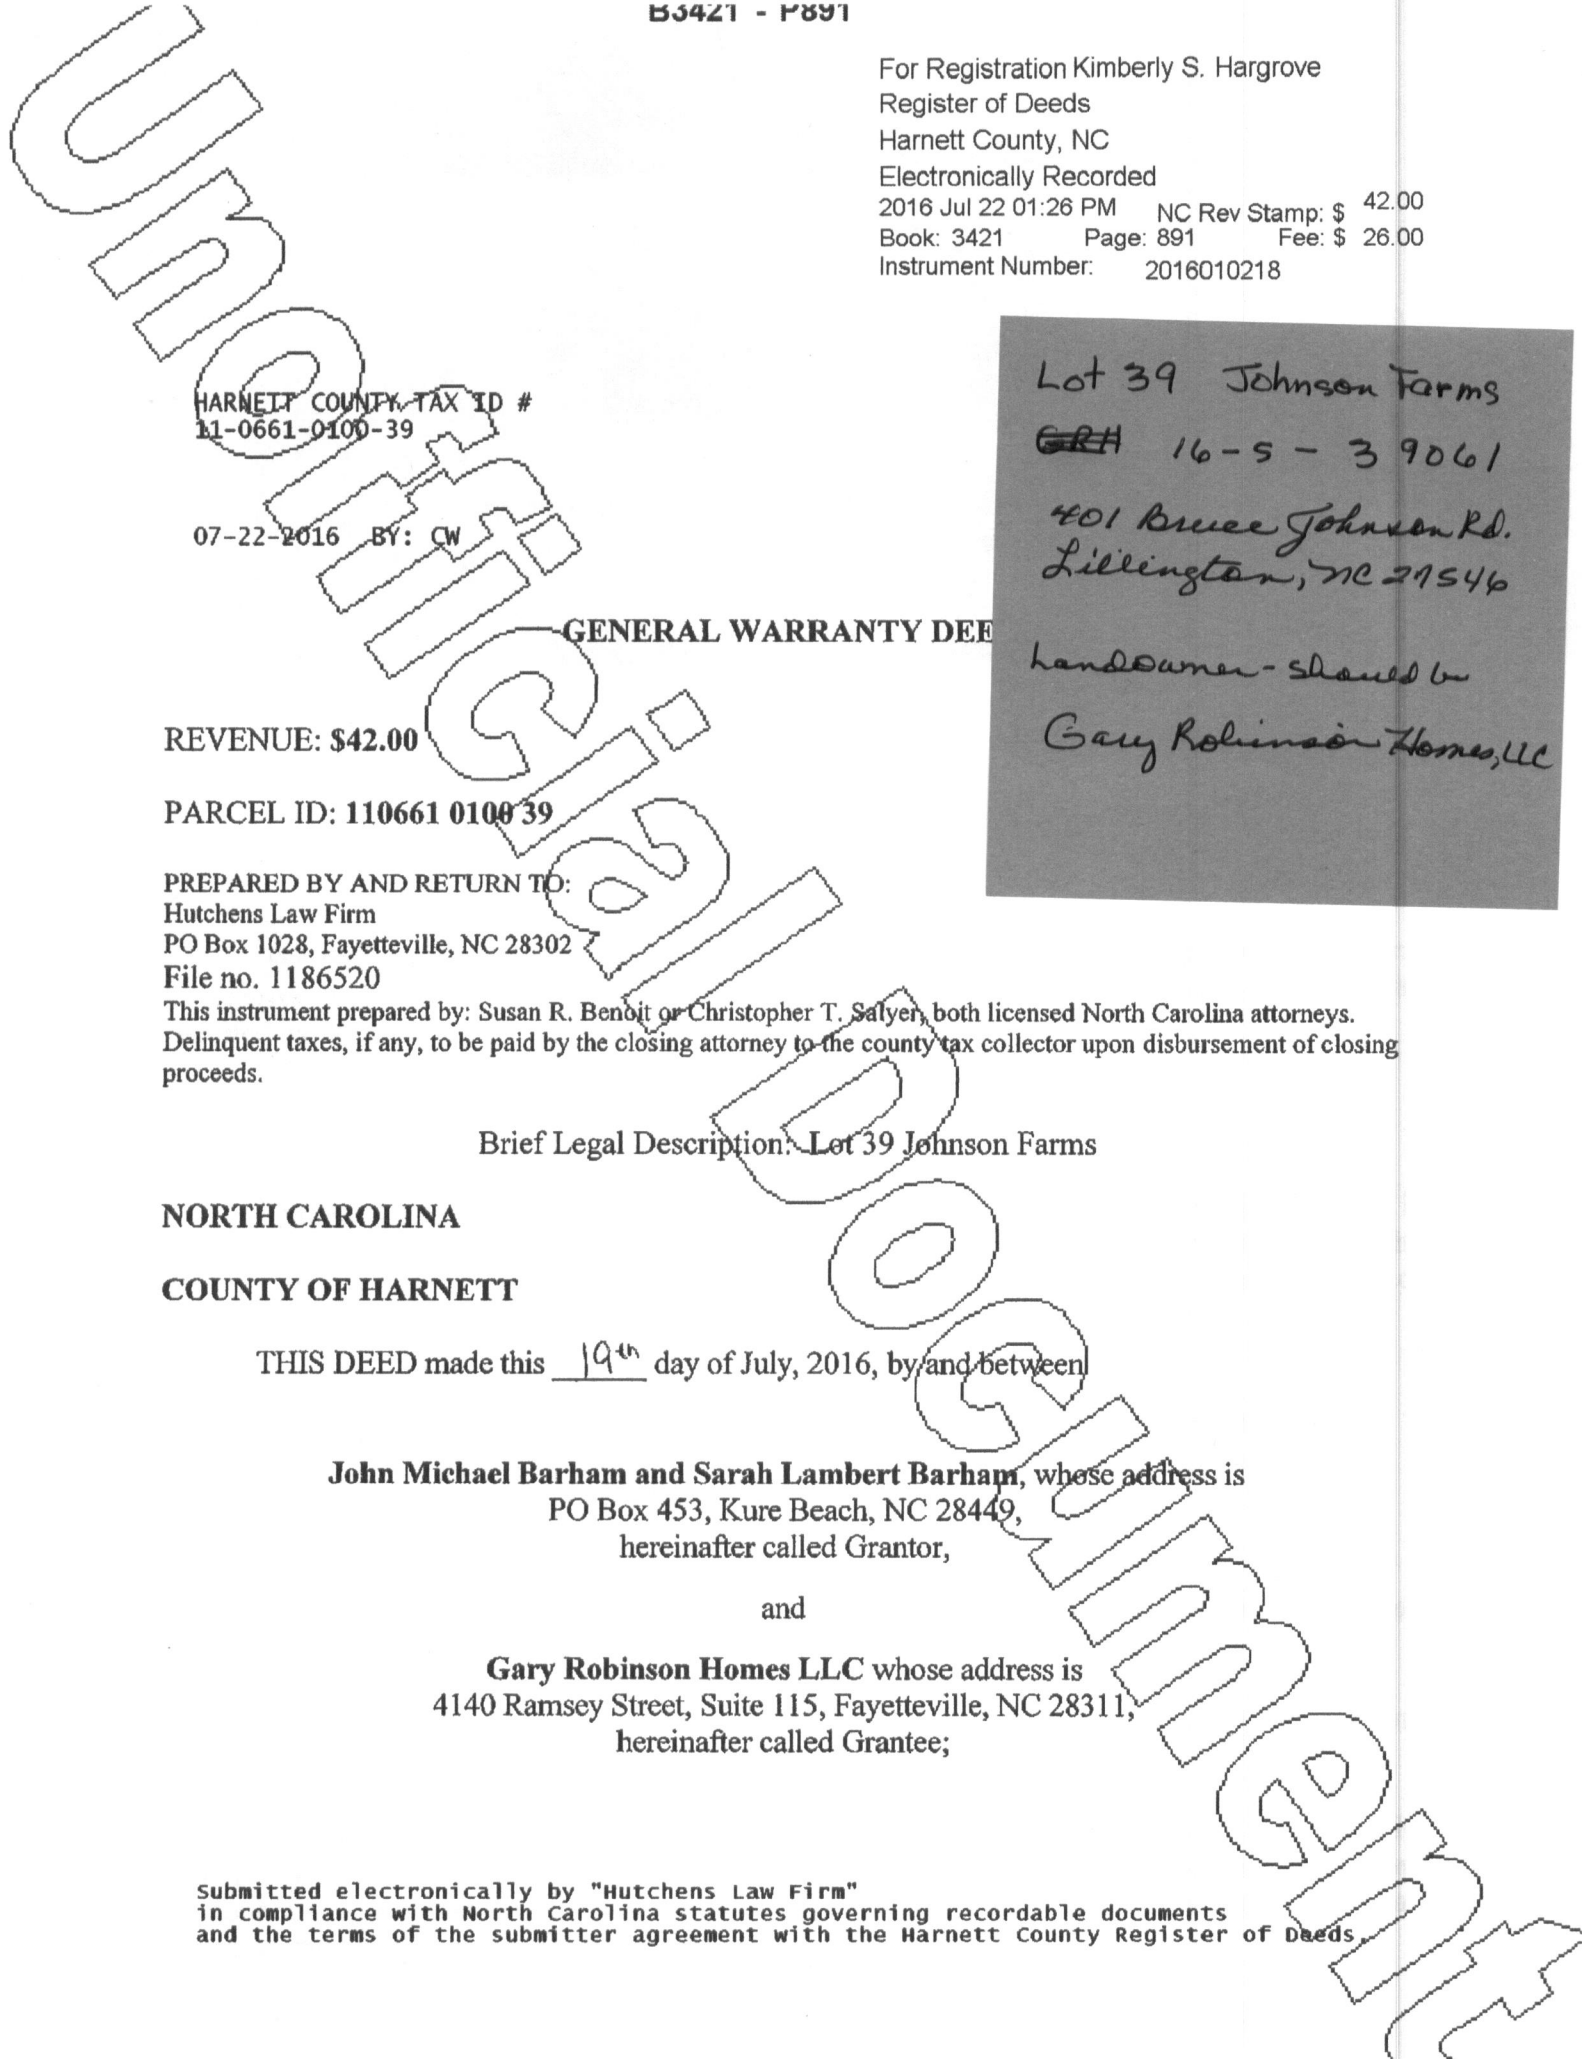 B3421 - P891
For Registration Kimberly S. Hargrove
Register of Deeds
Harnett County, NC
Electronically Recorded
2016 Jul 22 01:26 PM NC Rev Stamp: $ 42.00
Book: 3421 Page: 891 Fee: $ 26.00
Instrument Number: 2016010218
HARNETT COUNTY TAX ID #
11-0661-0100-39
07-22-2016 BY: CW
Lot 39 Johnson Farms
GRH 16-5-39061
401 Bruce Johnson Rd.
Lillington, NC 27546
Landowner - should be
Gary Robinson Homes, LLC
GENERAL WARRANTY DEE
REVENUE: $42.00
PARCEL ID: 110661 0100 39
PREPARED BY AND RETURN TO:
Hutchens Law Firm
PO Box 1028, Fayetteville, NC 28302
File no. 1186520
This instrument prepared by: Susan R. Benoit or Christopher T. Salyer, both licensed North Carolina attorneys.
Delinquent taxes, if any, to be paid by the closing attorney to the county tax collector upon disbursement of closing
proceeds.
Brief Legal Description: Lot 39 Johnson Farms
NORTH CAROLINA
COUNTY OF HARNETT
THIS DEED made this 19th day of July, 2016, by and between
John Michael Barham and Sarah Lambert Barham, whose address is
PO Box 453, Kure Beach, NC 28449,
hereinafter called Grantor,
and
Gary Robinson Homes LLC whose address is
4140 Ramsey Street, Suite 115, Fayetteville, NC 28311,
hereinafter called Grantee;
Submitted electronically by "Hutchens Law Firm"
in compliance with North Carolina statutes governing recordable documents
and the terms of the submitter agreement with the Harnett County Register of Deeds.
Unofficial Document